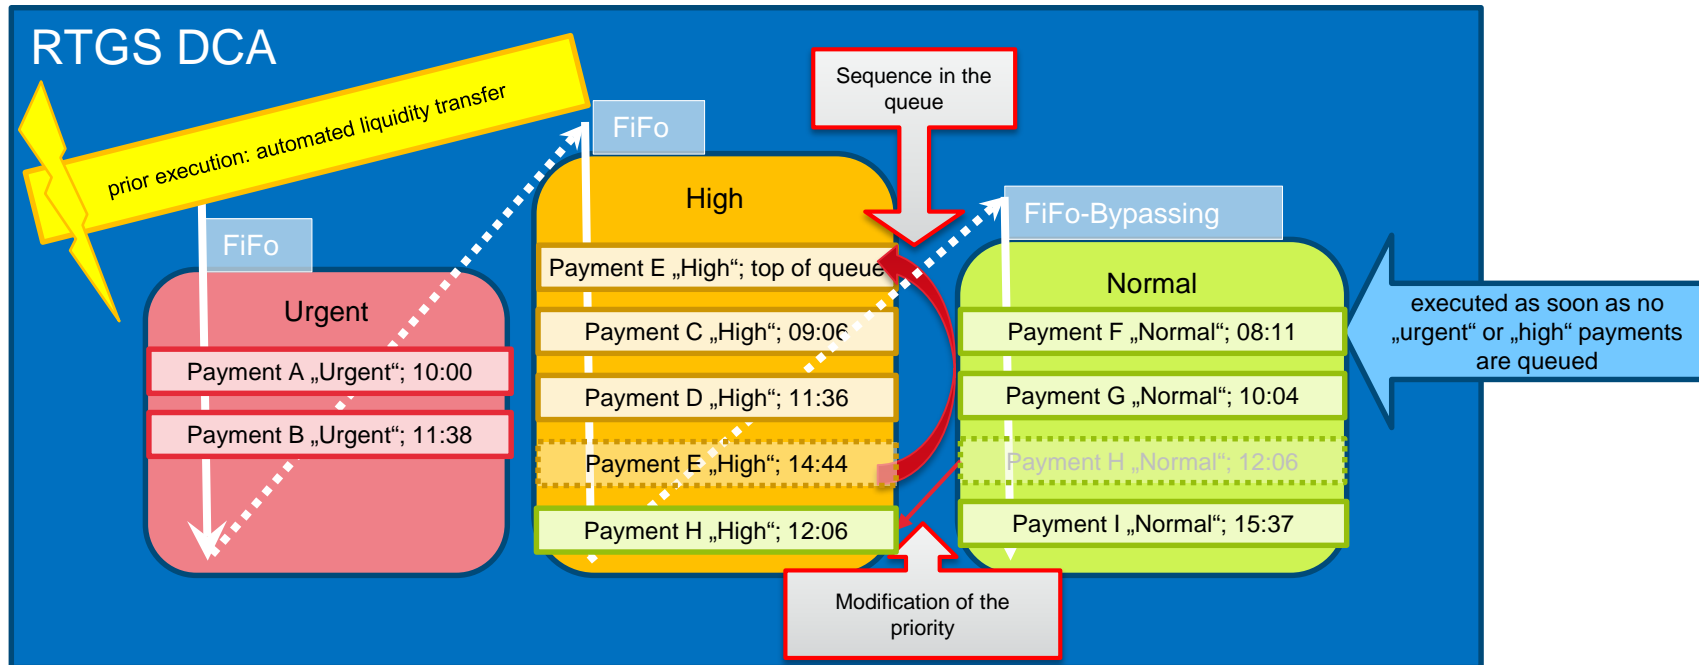 RTGS DCA
prior execution: automated liquidity transfer
FiFo
Urgent
Payment A „Urgent“; 10:00
Payment B „Urgent“; 11:38
FiFo
High
Payment E „High“; top of queue
Payment C „High“; 09:06
Payment D „High“; 11:36
Payment E „High“; 14:44
Payment H „High“; 12:06
Sequence in the
queue
Modification of the
priority
FiFo-Bypassing
Normal
Payment F „Normal“; 08:11
Payment G „Normal“; 10:04
Payment H „Normal“; 12:06
Payment I „Normal“; 15:37
executed as soon as no
„urgent“ or „high“ payments
are queued